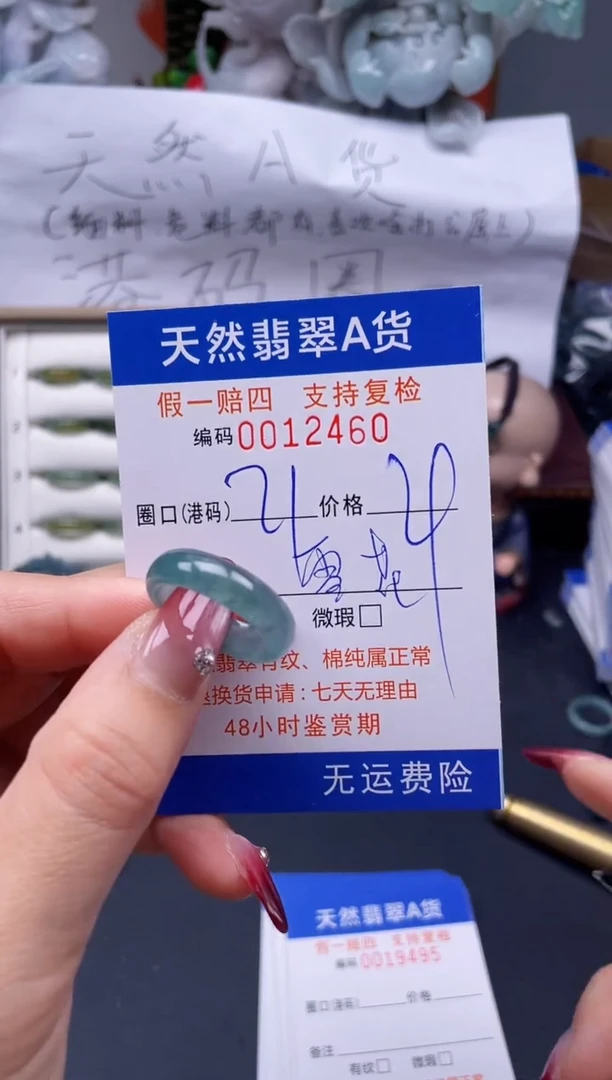 天然A货
港码圈
天然翡翠A货
假一赔四 支持复检
编码0012460
圈口(港码) 价格
雪花
微瑕□
翡翠有纹、棉纯属正常
退换货申请:七天无理由
48小时鉴赏期
无运费险
天然翡翠A货
假一赔四 支持复检
编码0019495
圈口(港码) 价格
备注
有纹□ 微瑕□